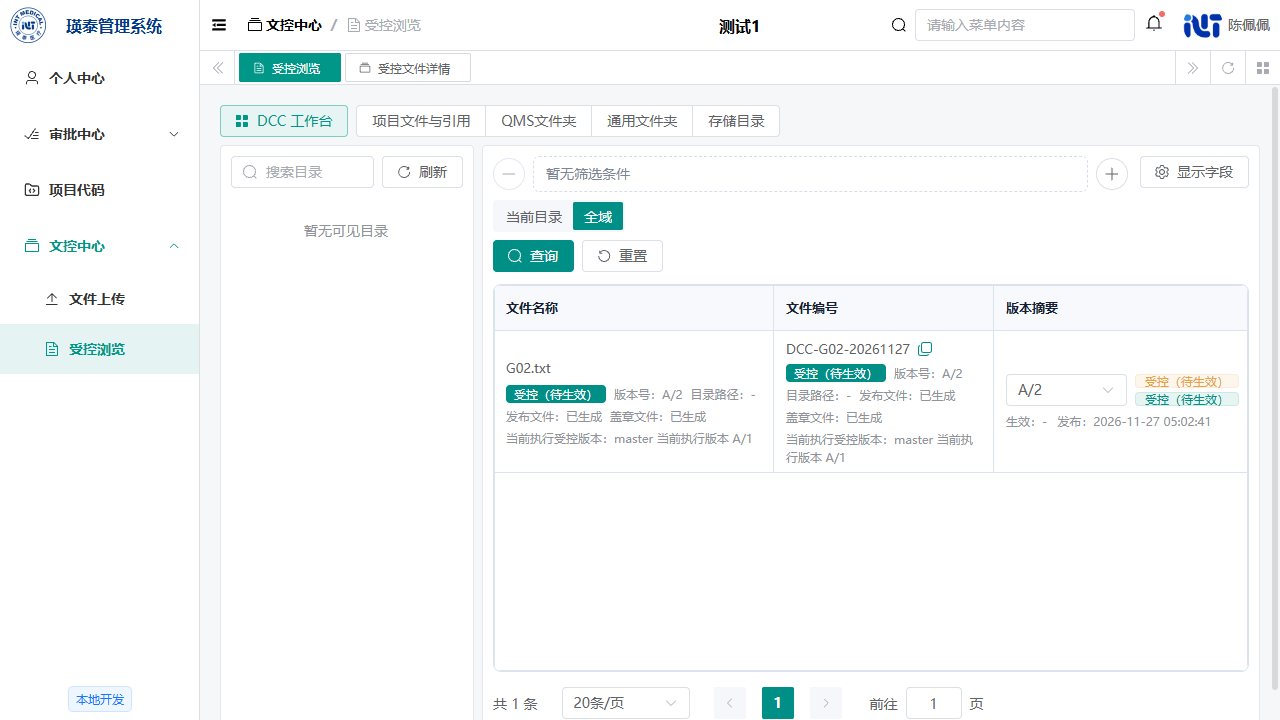 瑛泰管理系统
文控中心 / 受控浏览
测试1
请输入菜单内容
陈佩佩
个人中心
审批中心
项目代码
文控中心
文件上传
受控浏览
本地开发
受控浏览
受控文件详情
DCC 工作台
项目文件与引用
QMS文件夹
通用文件夹
存储目录
搜索目录
刷新
暂无可见目录
暂无筛选条件
显示字段
当前目录
全域
查询
重置
文件名称
文件编号
版本摘要
G02.txt
受控（待生效） 版本号：A/2 目录路径：-
发布文件：已生成 盖章文件：已生成
当前执行受控版本：master 当前执行版本 A/1
DCC-G02-20261127
受控（待生效） 版本号：A/2
目录路径：- 发布文件：已生成
盖章文件：已生成
当前执行受控版本：master 当前执
行版本 A/1
A/2
受控（待生效）
受控（待生效）
生效：- 发布：2026-11-27 05:02:41
共 1 条
20条/页
1
前往 1 页